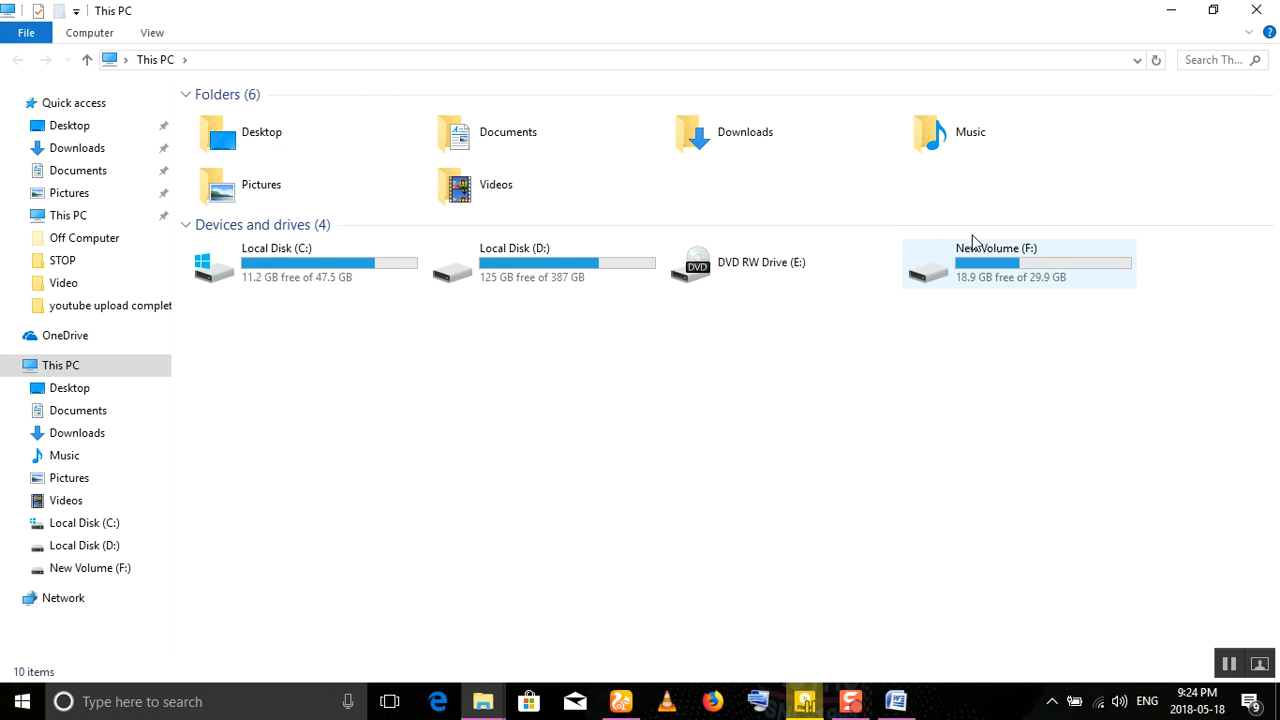 This PC
File Computer View
This PC
Search Th...
Quick access
Desktop
Downloads
Documents
Pictures
This PC
Off Computer
STOP
Video
youtube upload complet
OneDrive
This PC
Desktop
Documents
Downloads
Music
Pictures
Videos
Local Disk (C:)
Local Disk (D:)
New Volume (F:)
Network
Folders (6)
Desktop
Documents
Downloads
Music
Pictures
Videos
Devices and drives (4)
Local Disk (C:)
11.2 GB free of 47.5 GB
Local Disk (D:)
125 GB free of 387 GB
DVD
DVD RW Drive (E:)
New Volume (F:)
18.9 GB free of 29.9 GB
10 items
Type here to search
ENG
9:24 PM
2018-05-18
9